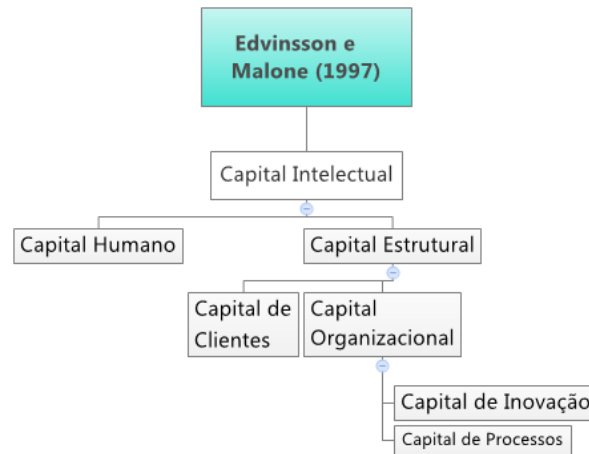 Edvinsson e
Malone (1997)
Capital Intelectual
Capital Humano
Capital Estrutural
Capital de
Clientes
Capital
Organizacional
Capital de Inovação
Capital de Processos